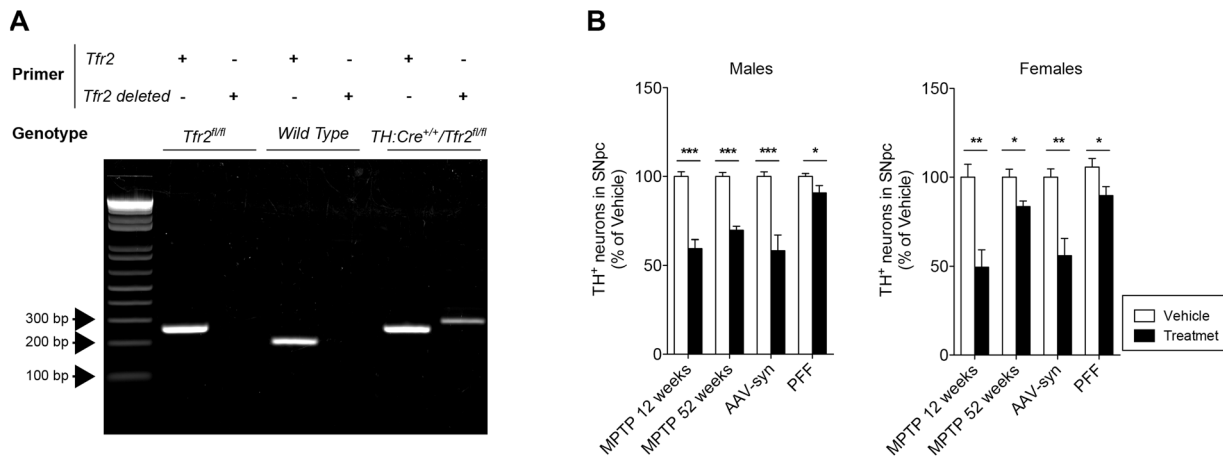 A
Primer
Tfr2 + - + - + -
Tfr2 deleted - + - + - +
Genotype Tfr2fl/fl Wild Type TH:Cre+/+/Tfr2fl/fl
300 bp
200 bp
100 bp
B
Males
TH+ neurons in SNpc
(% of Vehicle)
150
100
50
0
*** *** *** *
MPTP 12 weeks
MPTP 52 weeks
AAV-syn
PFF
Females
TH+ neurons in SNpc
(% of Vehicle)
150
100
50
0
** * ** *
MPTP 12 weeks
MPTP 52 weeks
AAV-syn
PFF
Vehicle
Treatmet